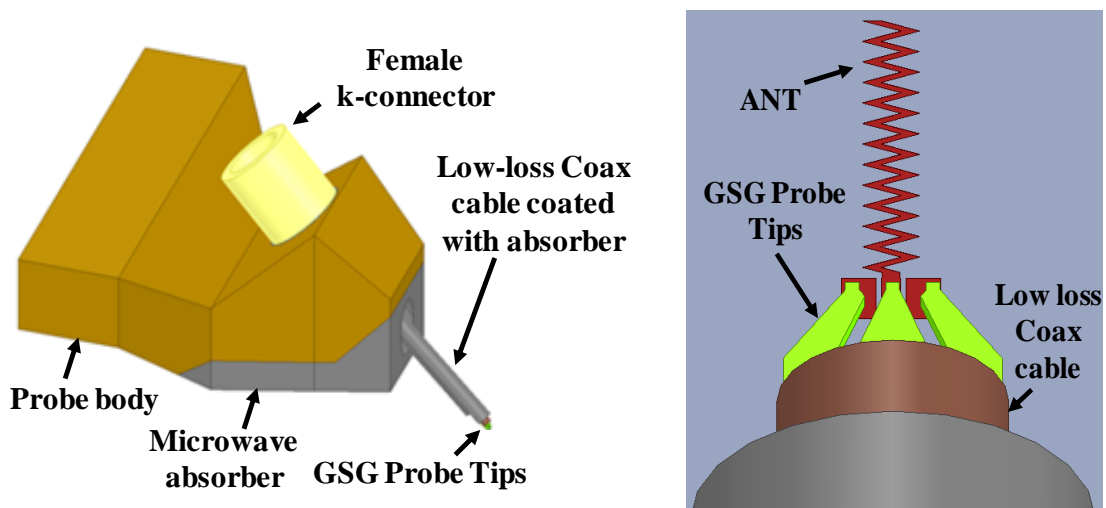 Female
k-connector
Low-loss Coax
cable coated
with absorber
Probe body
Microwave
absorber
GSG Probe Tips
ANT
GSG Probe
Tips
Low loss
Coax
cable